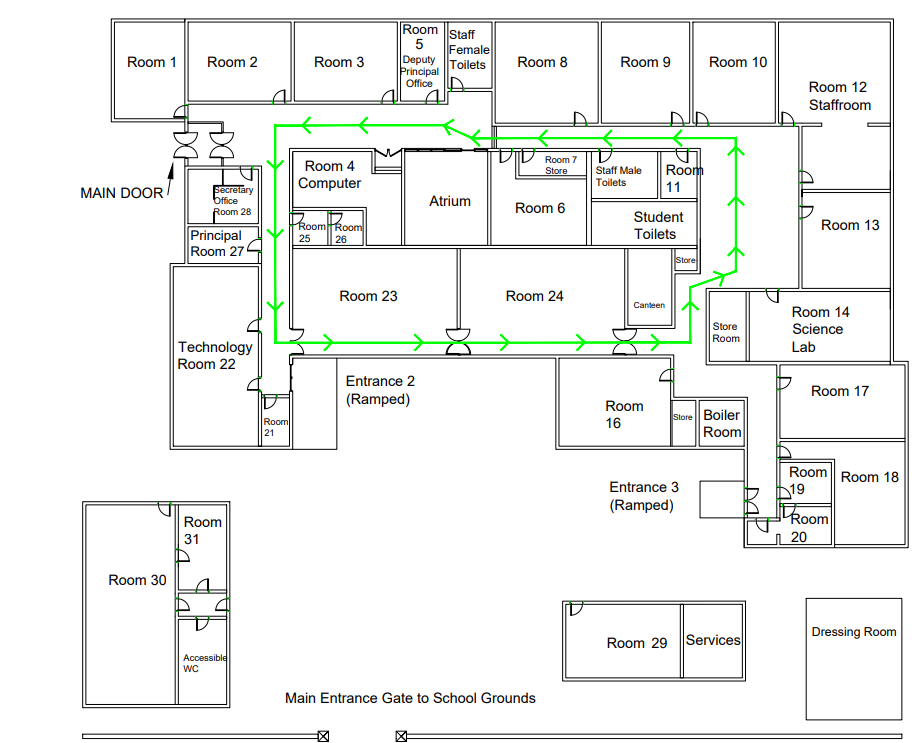 Room 1
Room 2
Room 3
Room
5
Deputy
Principal
Office
Staff
Female
Toilets
Room 8
Room 9
Room 10
Room 12
Staffroom
MAIN DOOR
Secretary
Office
Room 28
Principal
Room 27
Room 4
Computer
Room
25
Room
26
Atrium
Room 7
Store
Room 6
Staff Male
Toilets
Room
11
Student
Toilets
Store
Room 13
Room 23
Room 24
Canteen
Store
Room
Room 14
Science
Lab
Technology
Room 22
Room
21
Entrance 2
(Ramped)
Room
16
Store
Boiler
Room
Room 17
Room 18
Room
19
Room
20
Entrance 3
(Ramped)
Room 30
Room
31
Accessible
WC
Room 29
Services
Dressing Room
Main Entrance Gate to School Grounds